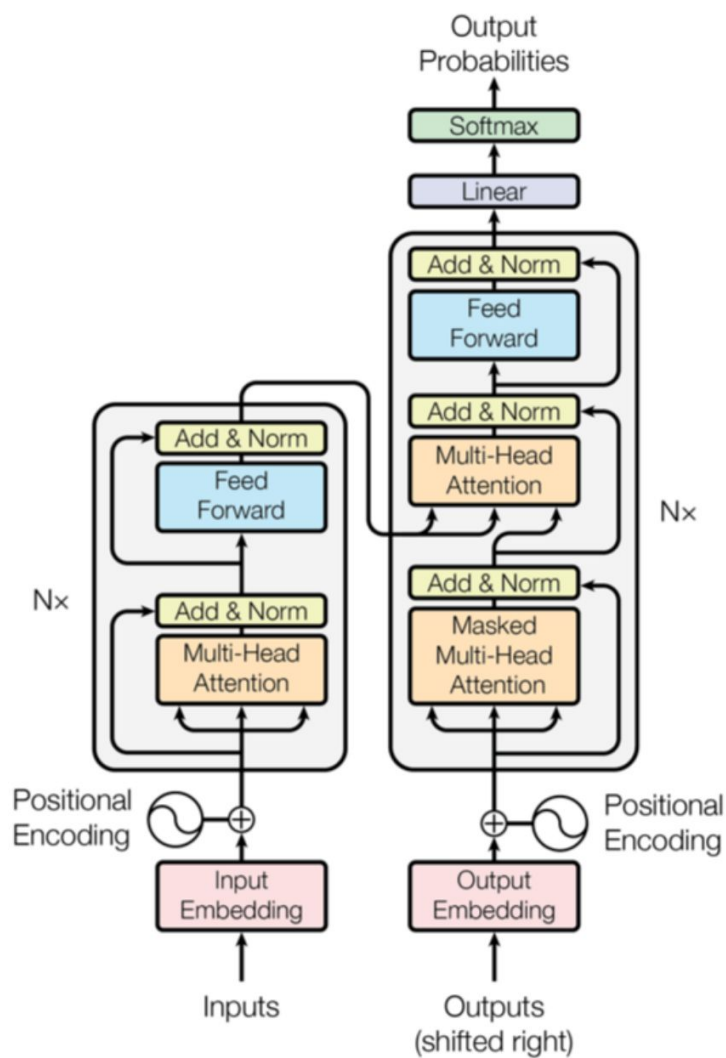 Output
Probabilities
Softmax
Linear
Add & Norm
Feed
Forward
Add & Norm
Multi-Head
Attention
Nx
Add & Norm
Masked
Multi-Head
Attention
Add & Norm
Feed
Forward
Nx
Add & Norm
Multi-Head
Attention
Positional
Encoding
Positional
Encoding
Input
Embedding
Output
Embedding
Inputs
Outputs
(shifted right)